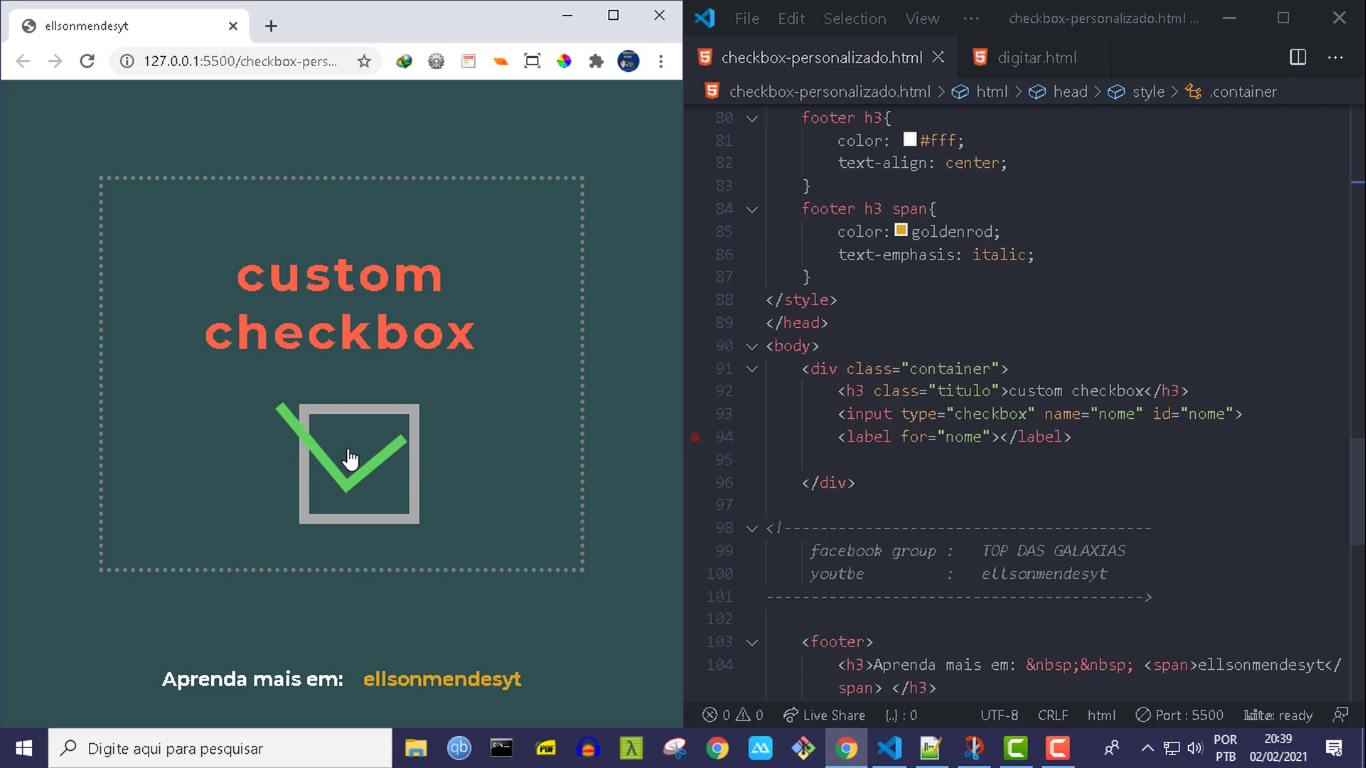 ellsonmendesyt
127.0.0.1:5500/checkbox-pers...
custom
checkbox
Aprenda mais em: ellsonmendesyt
File Edit Selection View ··· checkbox-personalizado.html ...
checkbox-personalizado.html digitar.html ···
checkbox-personalizado.html > html > head > style > .container
80 footer h3{
81 color: #fff;
82 text-align: center;
83 }
84 footer h3 span{
85 color: goldenrod;
86 text-emphasis: italic;
87 }
88 </style>
89 </head>
90 <body>
91 <div class="container">
92 <h3 class="titulo">custom checkbox</h3>
93 <input type="checkbox" name="nome" id="nome">
94 <label for="nome"></label>
95
96 </div>
97
98 <!-----------------------------------------
99 facebook group : TOP DAS GALAXIAS
100 youtbe : ellsonmendesyt
101 ------------------------------------------>
102
103 <footer>
104 <h3>Aprenda mais em: &nbsp;&nbsp; <span>ellsonmendesyt</
span> </h3>
0 0 Live Share {..} : 0 UTF-8 CRLF html Port : 5500 kite: ready
Digite aqui para pesquisar
qb
PDF
POR
PTB
20:39
02/02/2021